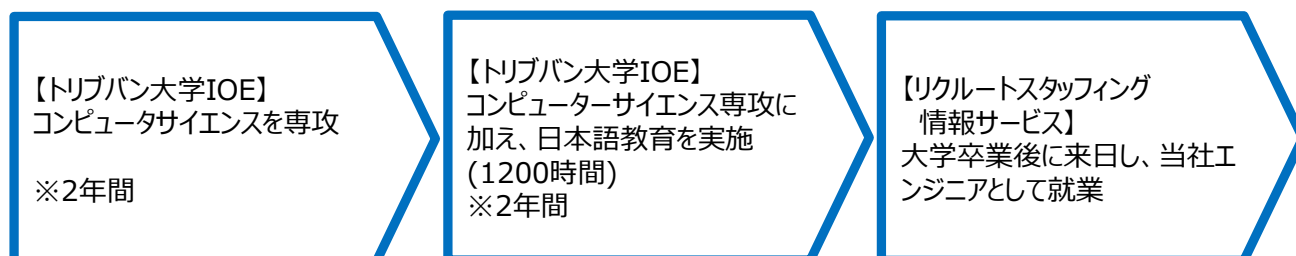 【トリブバン大学IOE】
コンピュータサイエンスを専攻
※2年間
【トリブバン大学IOE】
コンピューターサイエンス専攻に
加え、日本語教育を実施
(1200時間)
※2年間
【リクルートスタッフィング
情報サービス】
大学卒業後に来日し、当社エ
ンジニアとして就業